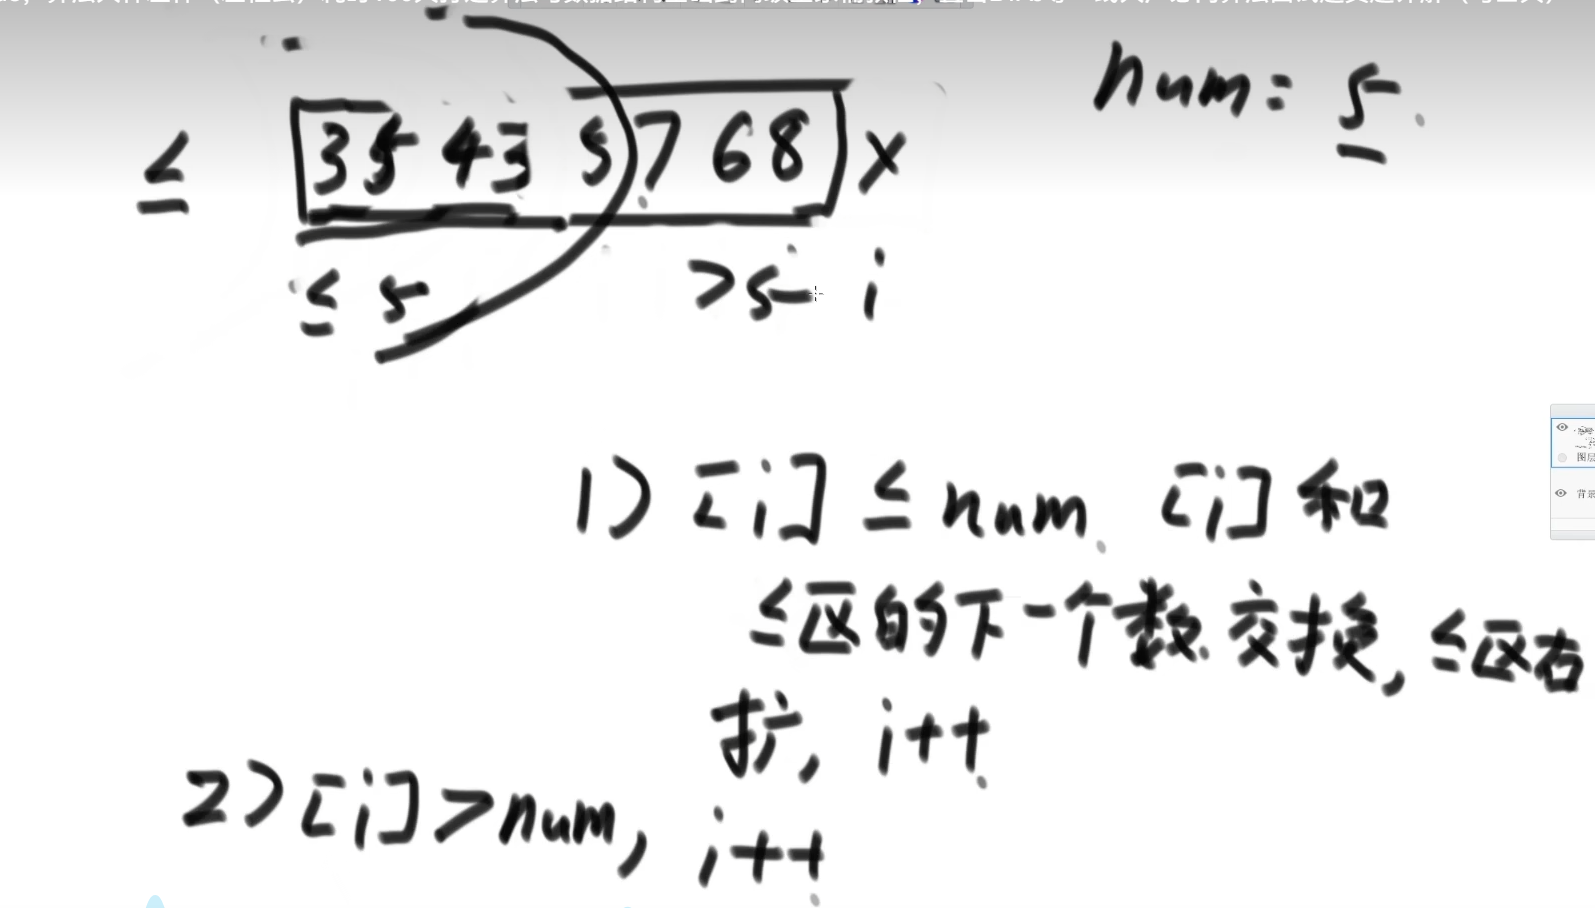 num = 5
≤ 3 5 4 3 5 7 6 8 x
≤ 5 > 5 i
1) [i] ≤ num [i] 和
≤区的下一个数交换, ≤区右
扩, i++
2) [i] > num, i++